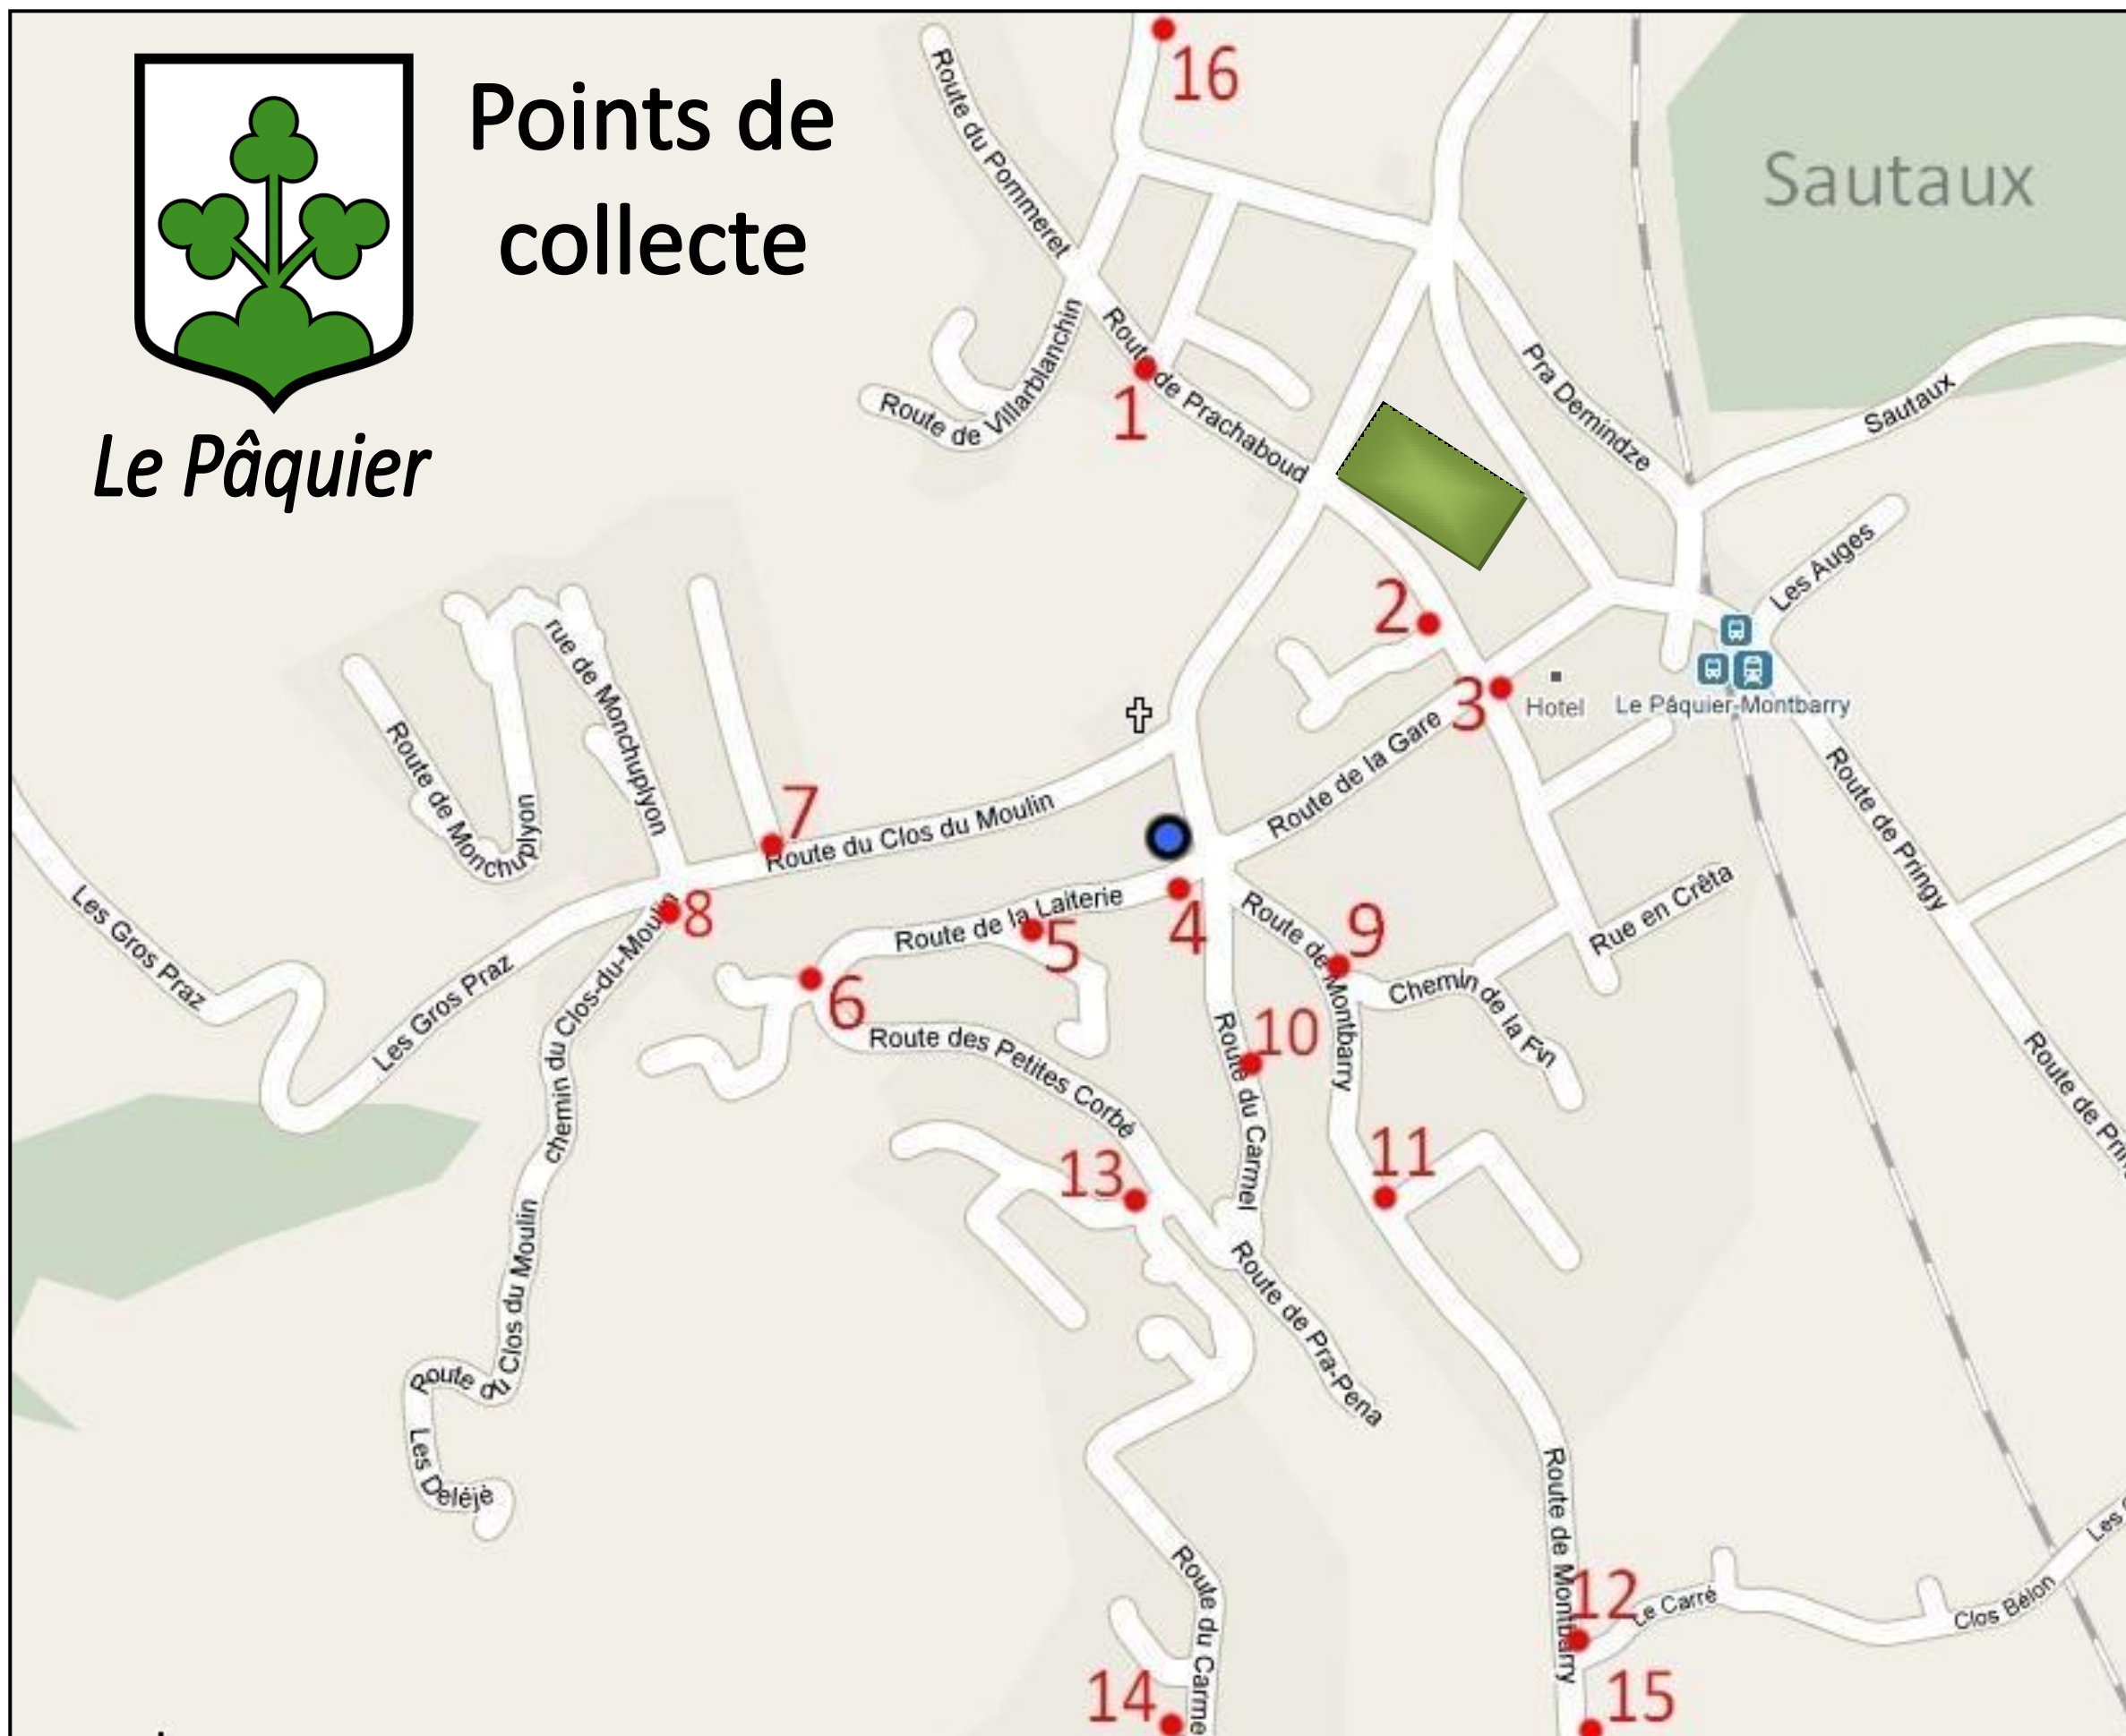 Points de
collecte
Le Pâquier
16
Route du Pommeret
Sautaux
Route de Villarblanchin
Route de Prachaboud
1
Pra Demindze
Sautaux
Les Auges
2
3
Hotel
Le Pâquier-Montbarry
rue de Monchuplyon
Route de Monchuplyon
7
Route du Clos du Moulin
Route de la Gare
Route de Pringy
Les Gros Praz
Les Gros Praz
8
chemin du Clos-du-Moulin
Route de la Laiterie
5
4
6
Route de Montbarry
9
Chemin de la Fin
Rue en Crêta
Route des Petites Corbé
10
Route du Carmel
11
13
Route de Prin
Route du Clos du Moulin
Les Deléjè
Route de Pra-Pena
Route de Montbarry
12
Le Carré
Clos Bélon
Les
Route du Carme
14
15